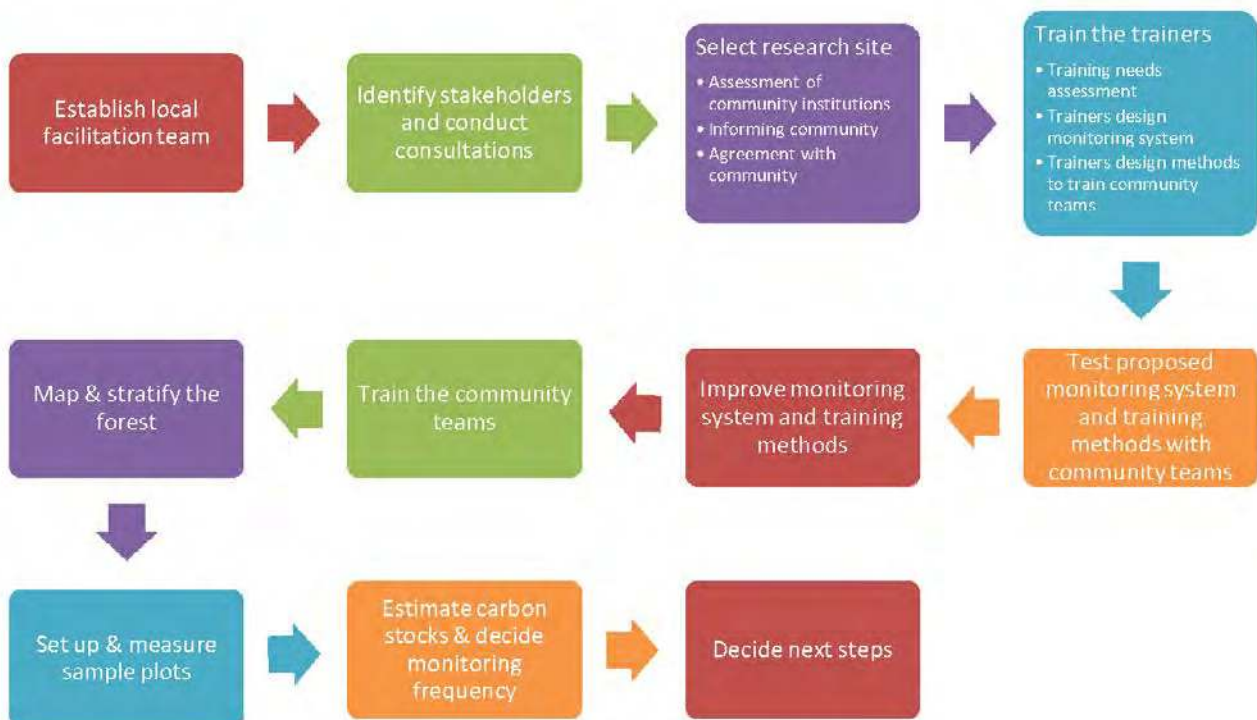 Establish local
facilitation team
Identify stakeholders
and conduct
consultations
Select research site
• Assessment of
community institutions
• Informing community
• Agreement with
community
Train the trainers
• Training needs
assessment
• Trainers design
monitoring system
• Trainers design methods
to train community
teams
Test proposed
monitoring system
and training
methods with
community teams
Improve monitoring
system and training
methods
Train the community
teams
Map & stratify the
forest
Set up & measure
sample plots
Estimate carbon
stocks & decide
monitoring
frequency
Decide next steps